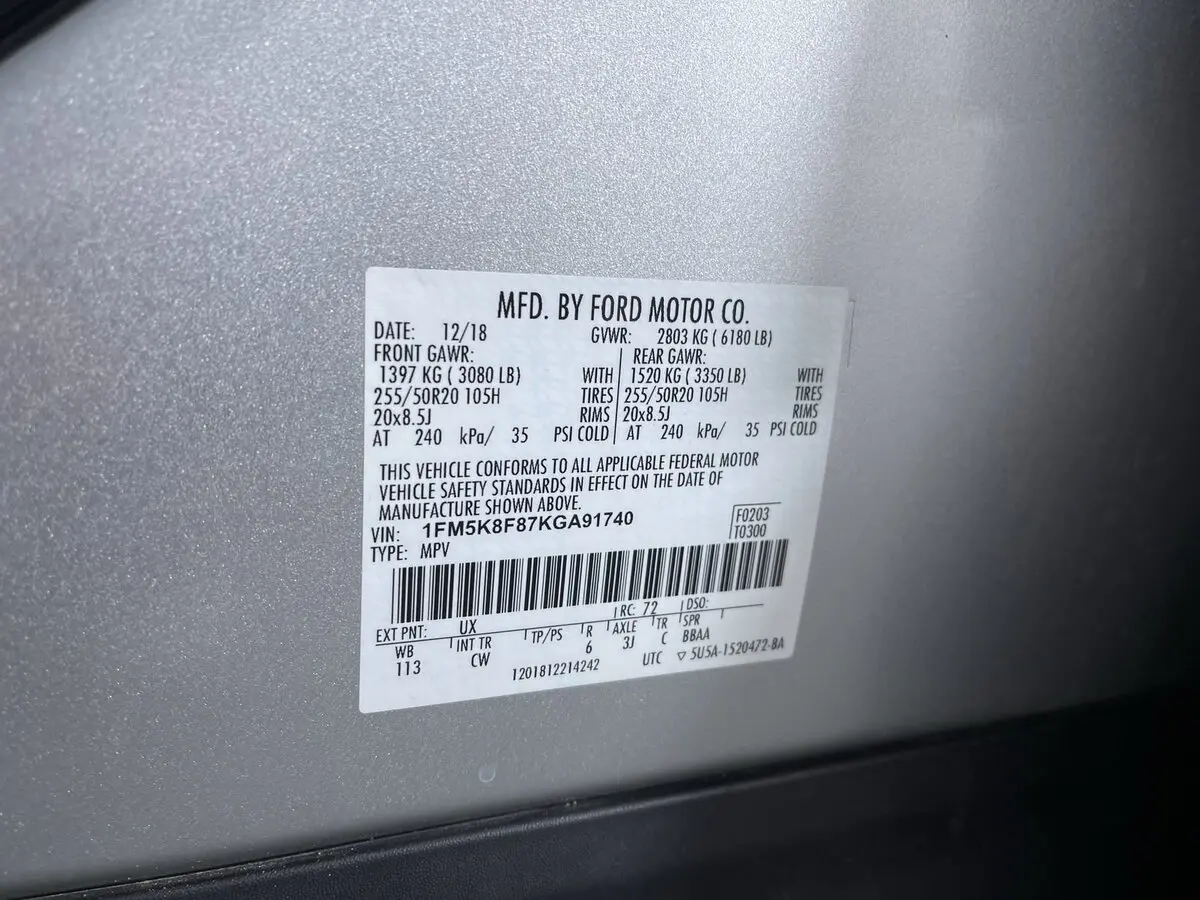 MFD. BY FORD MOTOR CO.
DATE: 12/18 GVWR: 2803 KG ( 6180 LB)
FRONT GAWR: REAR GAWR:
1397 KG ( 3080 LB) WITH 1520 KG ( 3350 LB) WITH
255/50R20 105H TIRES 255/50R20 105H TIRES
20x8.5J RIMS 20x8.5J RIMS
AT 240 kPa/ 35 PSI COLD AT 240 kPa/ 35 PSI COLD
THIS VEHICLE CONFORMS TO ALL APPLICABLE FEDERAL MOTOR
VEHICLE SAFETY STANDARDS IN EFFECT ON THE DATE OF
MANUFACTURE SHOWN ABOVE.
VIN: 1FM5K8F87KGA91740 F0203
TYPE: MPV T0300
EXT PNT: UX RC: 72 DSO:
WB INT TR TP/PS R AXLE TR SPR
113 CW 6 3J C BBAA
1201812214242 UTC ▽ 5U5A-1520472-BA